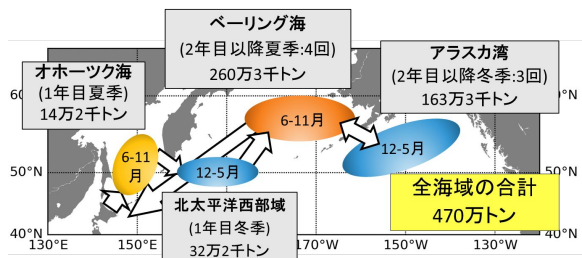 ベーリング海
(2年目以降夏季:4回)
260万3千トン
アラスカ湾
(2年目以降冬季:3回)
163万3千トン
オホーツク海
(1年目夏季)
14万2千トン
6-11月
6-11
月
12-5月
12-5月
北太平洋西部域
(1年目冬季)
32万2千トン
全海域の合計
470万トン
50°N
40°N
130°E
150°E
170°W
150°W
130°W
50°N
40°N